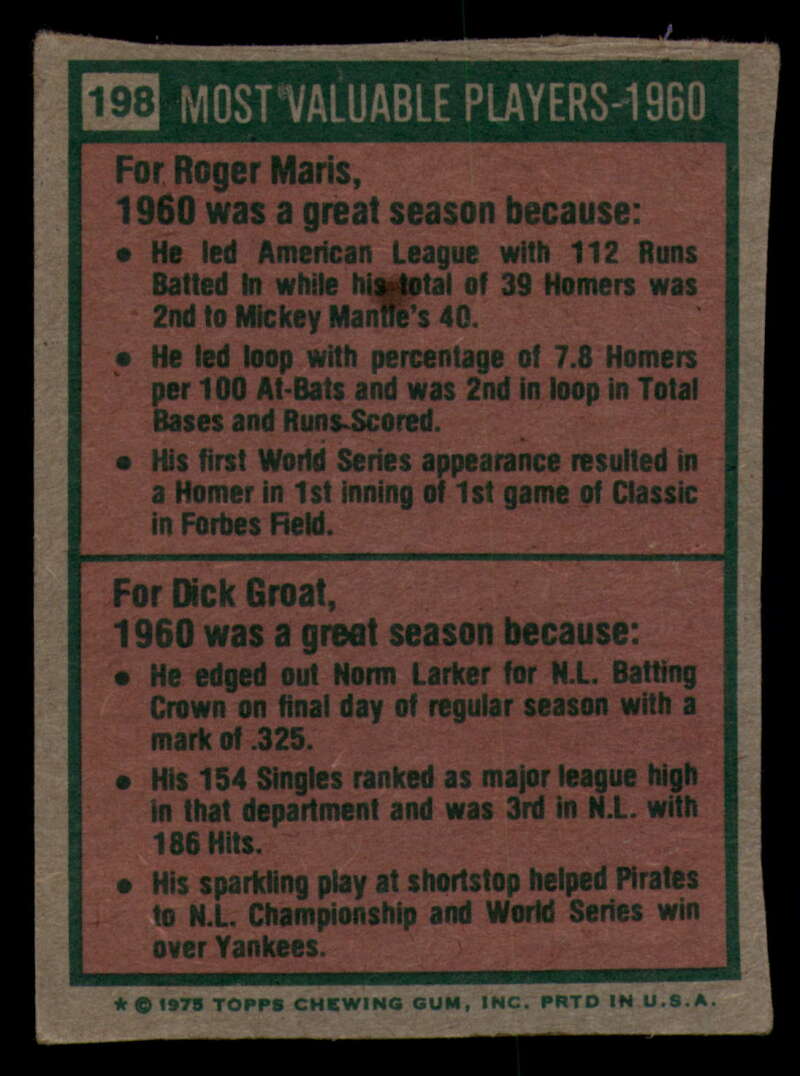 198 MOST VALUABLE PLAYERS-1960
For Roger Maris,
1960 was a great season because:
• He led American League with 112 Runs
Batted In while his total of 39 Homers was
2nd to Mickey Mantle's 40.
• He led loop with percentage of 7.8 Homers
per 100 At-Bats and was 2nd in loop in Total
Bases and Runs Scored.
• His first World Series appearance resulted in
a Homer in 1st inning of 1st game of Classic
in Forbes Field.
For Dick Groat,
1960 was a great season because:
• He edged out Norm Larker for N.L. Batting
Crown on final day of regular season with a
mark of .325.
• His 154 Singles ranked as major league high
in that department and was 3rd in N.L. with
186 Hits.
• His sparkling play at shortstop helped Pirates
to N.L. Championship and World Series win
over Yankees.
* © 1975 TOPPS CHEWING GUM, INC. PRTD IN U.S.A.